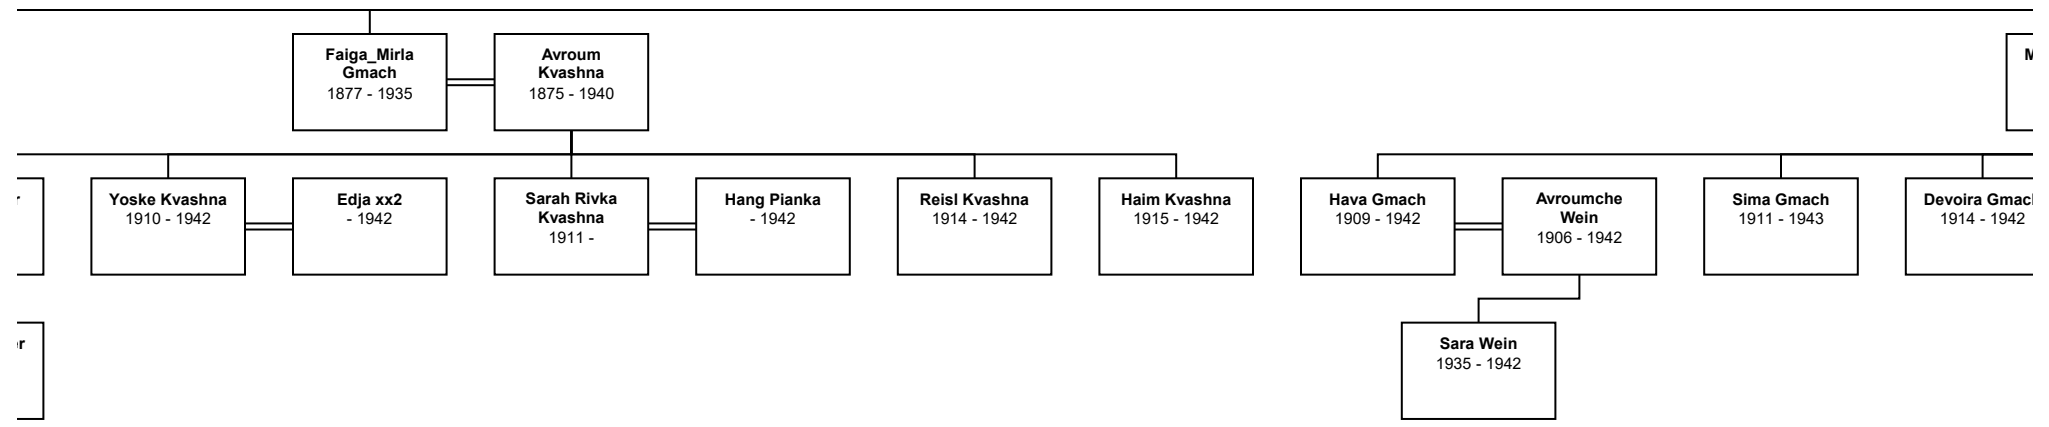 Faiga_Mirla
Gmach
1877 - 1935
Avroum
Kvashna
1875 - 1940
M
r
Yoske Kvashna
1910 - 1942
Edja xx2
- 1942
Sarah Rivka
Kvashna
1911 -
Hang Pianka
- 1942
Reisl Kvashna
1914 - 1942
Haim Kvashna
1915 - 1942
Hava Gmach
1909 - 1942
Avroumche
Wein
1906 - 1942
Sima Gmach
1911 - 1943
Devoira Gmach
1914 - 1942
r
Sara Wein
1935 - 1942